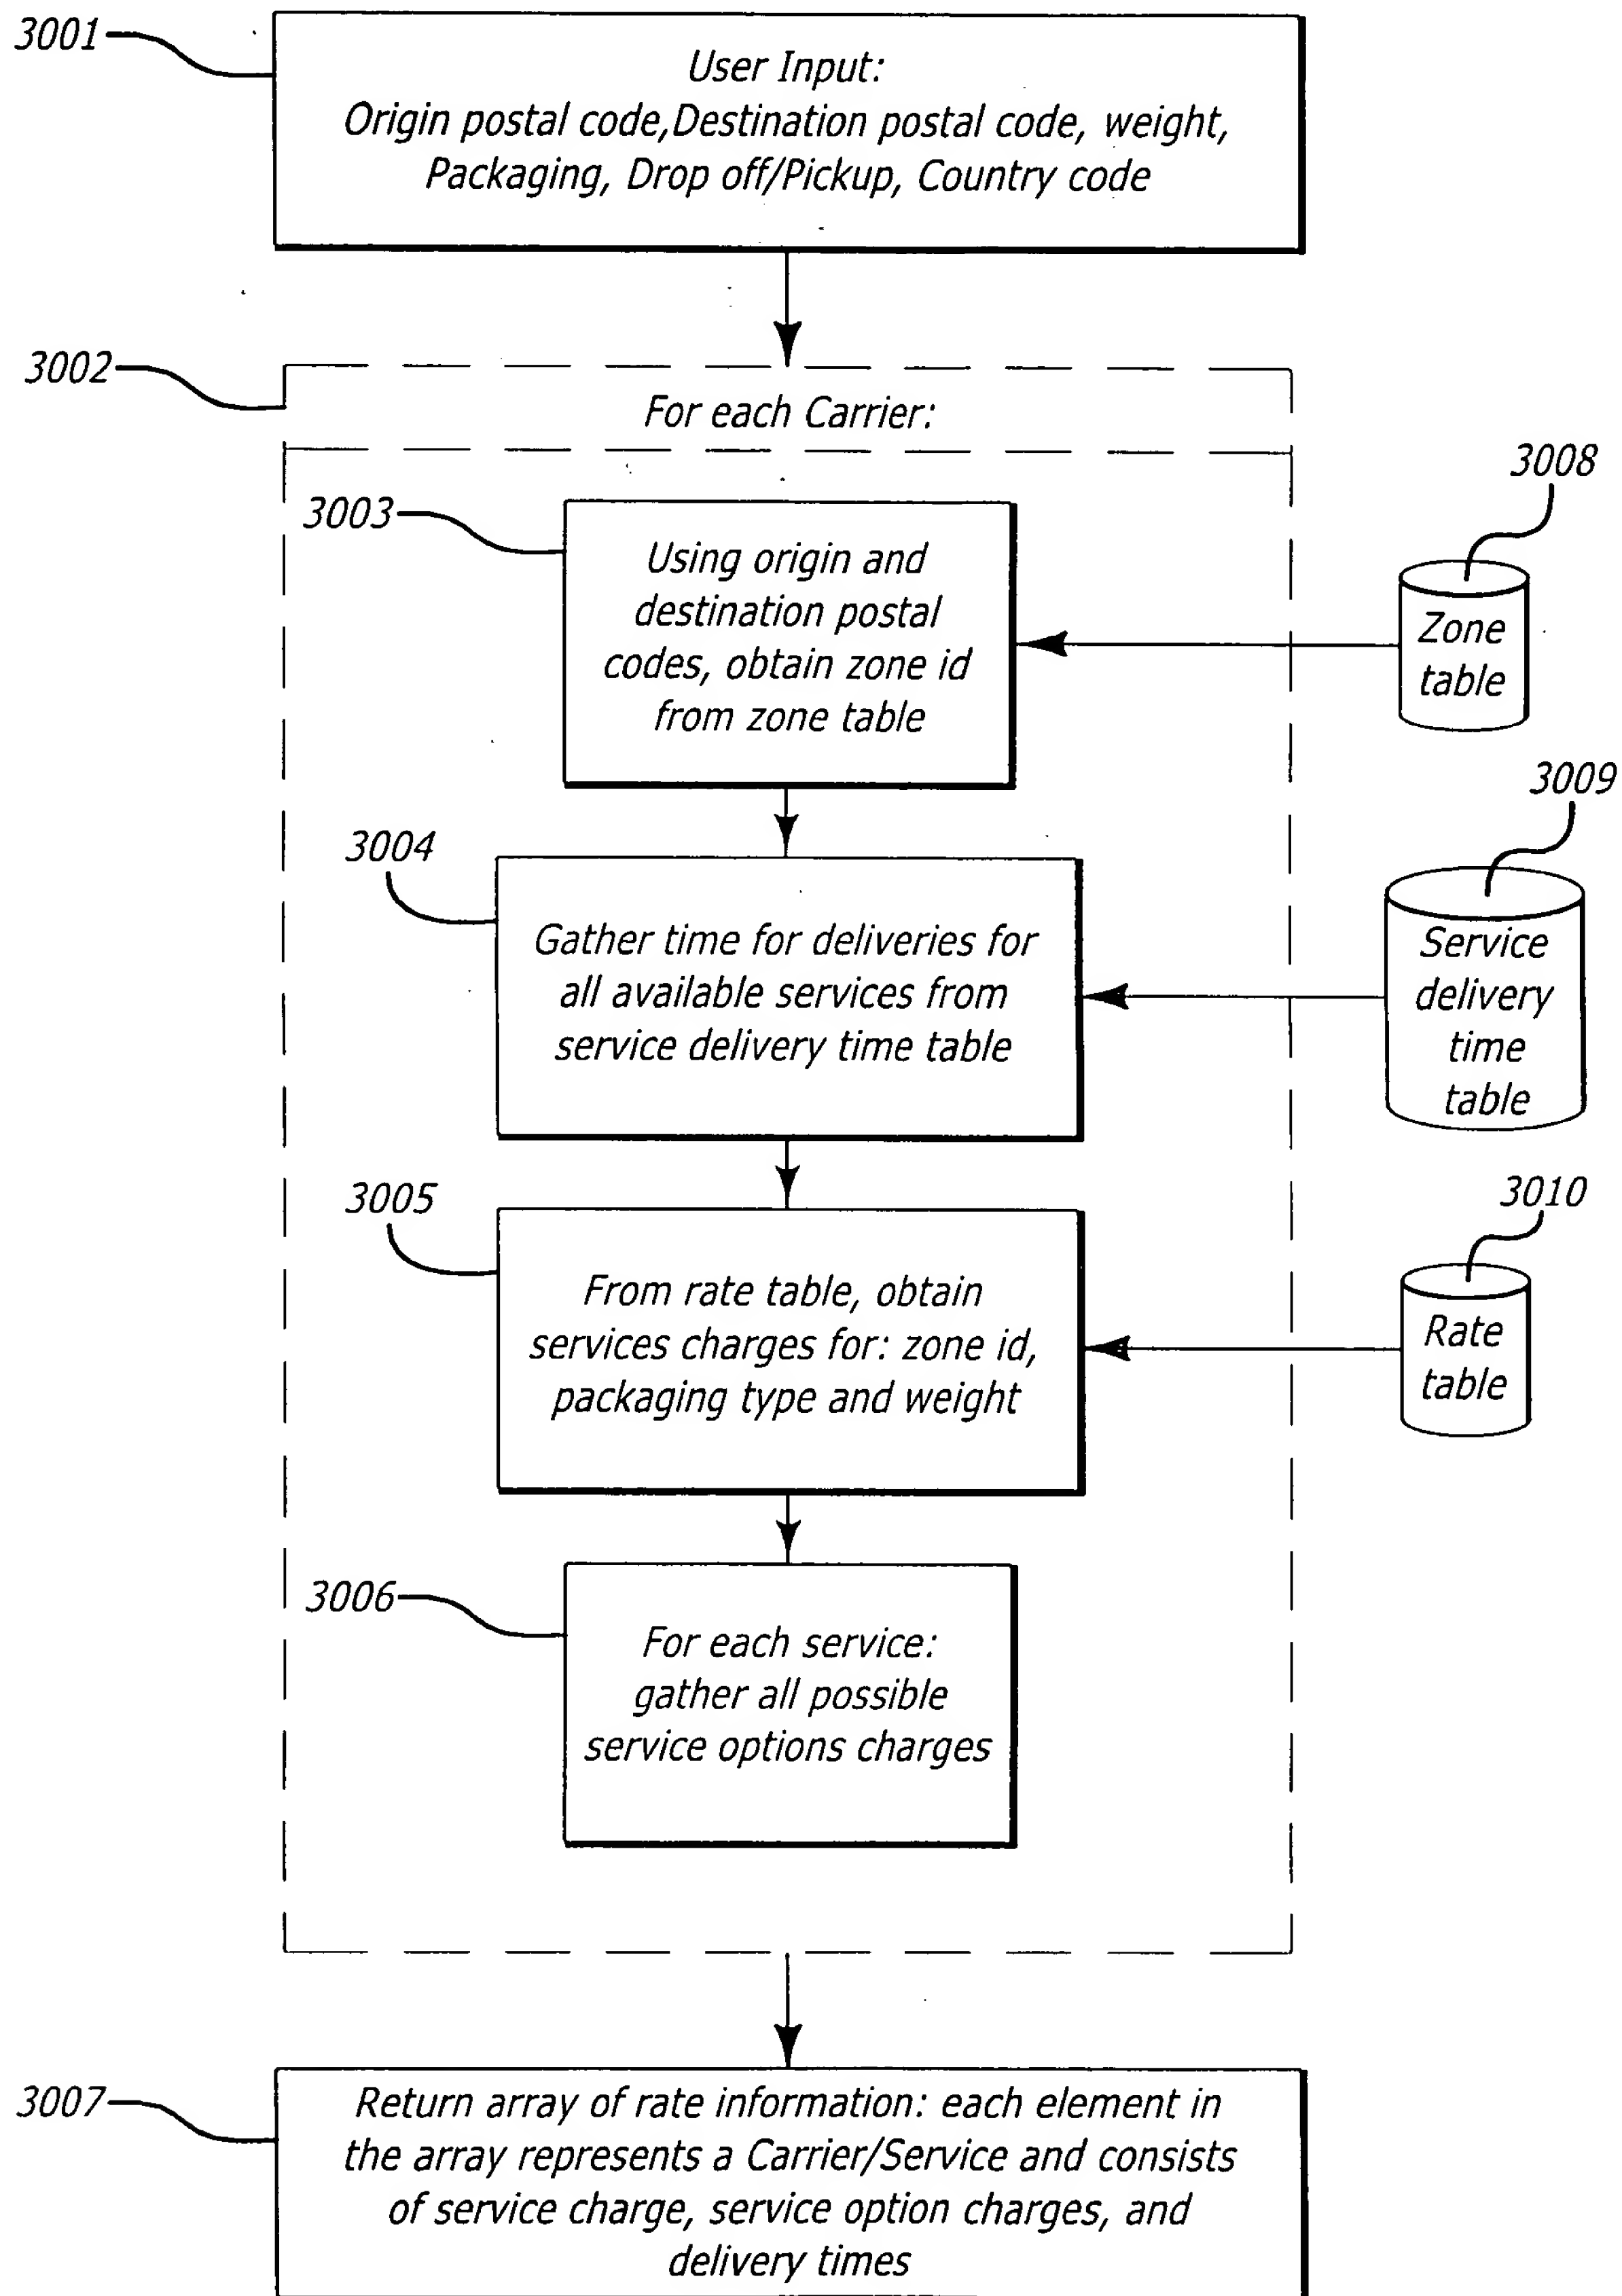 3001
User Input:
Origin postal code,Destination postal code, weight,
Packaging, Drop off/Pickup, Country code
3002
For each Carrier:
3003
Using origin and
destination postal
codes, obtain zone id
from zone table
3008
Zone
table
3004
Gather time for deliveries for
all available services from
service delivery time table
3009
Service
delivery
time
table
3005
From rate table, obtain
services charges for: zone id,
packaging type and weight
3010
Rate
table
3006
For each service:
gather all possible
service options charges
3007
Return array of rate information: each element in
the array represents a Carrier/Service and consists
of service charge, service option charges, and
delivery times